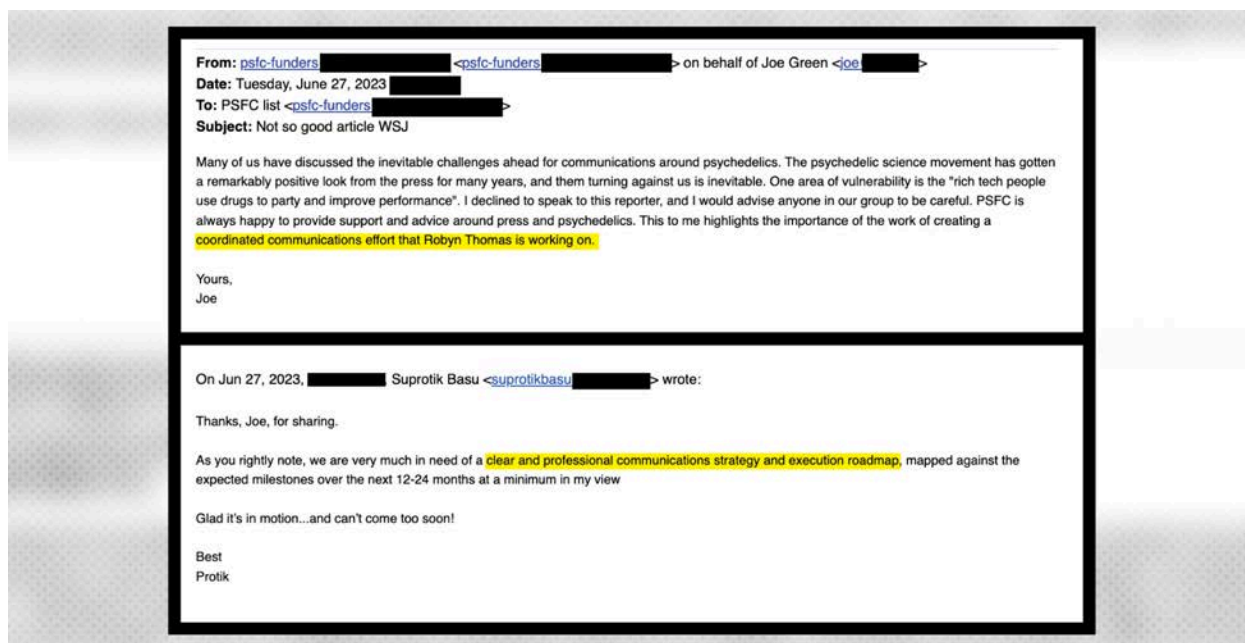 From: psfc-funders <psfc-funders > on behalf of Joe Green <joe >
Date: Tuesday, June 27, 2023
To: PSFC list <psfc-funders >
Subject: Not so good article WSJ
Many of us have discussed the inevitable challenges ahead for communications around psychedelics. The psychedelic science movement has gotten
a remarkably positive look from the press for many years, and them turning against us is inevitable. One area of vulnerability is the "rich tech people
use drugs to party and improve performance". I declined to speak to this reporter, and I would advise anyone in our group to be careful. PSFC is
always happy to provide support and advice around press and psychedelics. This to me highlights the importance of the work of creating a
coordinated communications effort that Robyn Thomas is working on.
Yours,
Joe
On Jun 27, 2023, , Suprotik Basu <suprotikbasu > wrote:
Thanks, Joe, for sharing.
As you rightly note, we are very much in need of a clear and professional communications strategy and execution roadmap, mapped against the
expected milestones over the next 12-24 months at a minimum in my view
Glad it's in motion...and can't come too soon!
Best
Protik